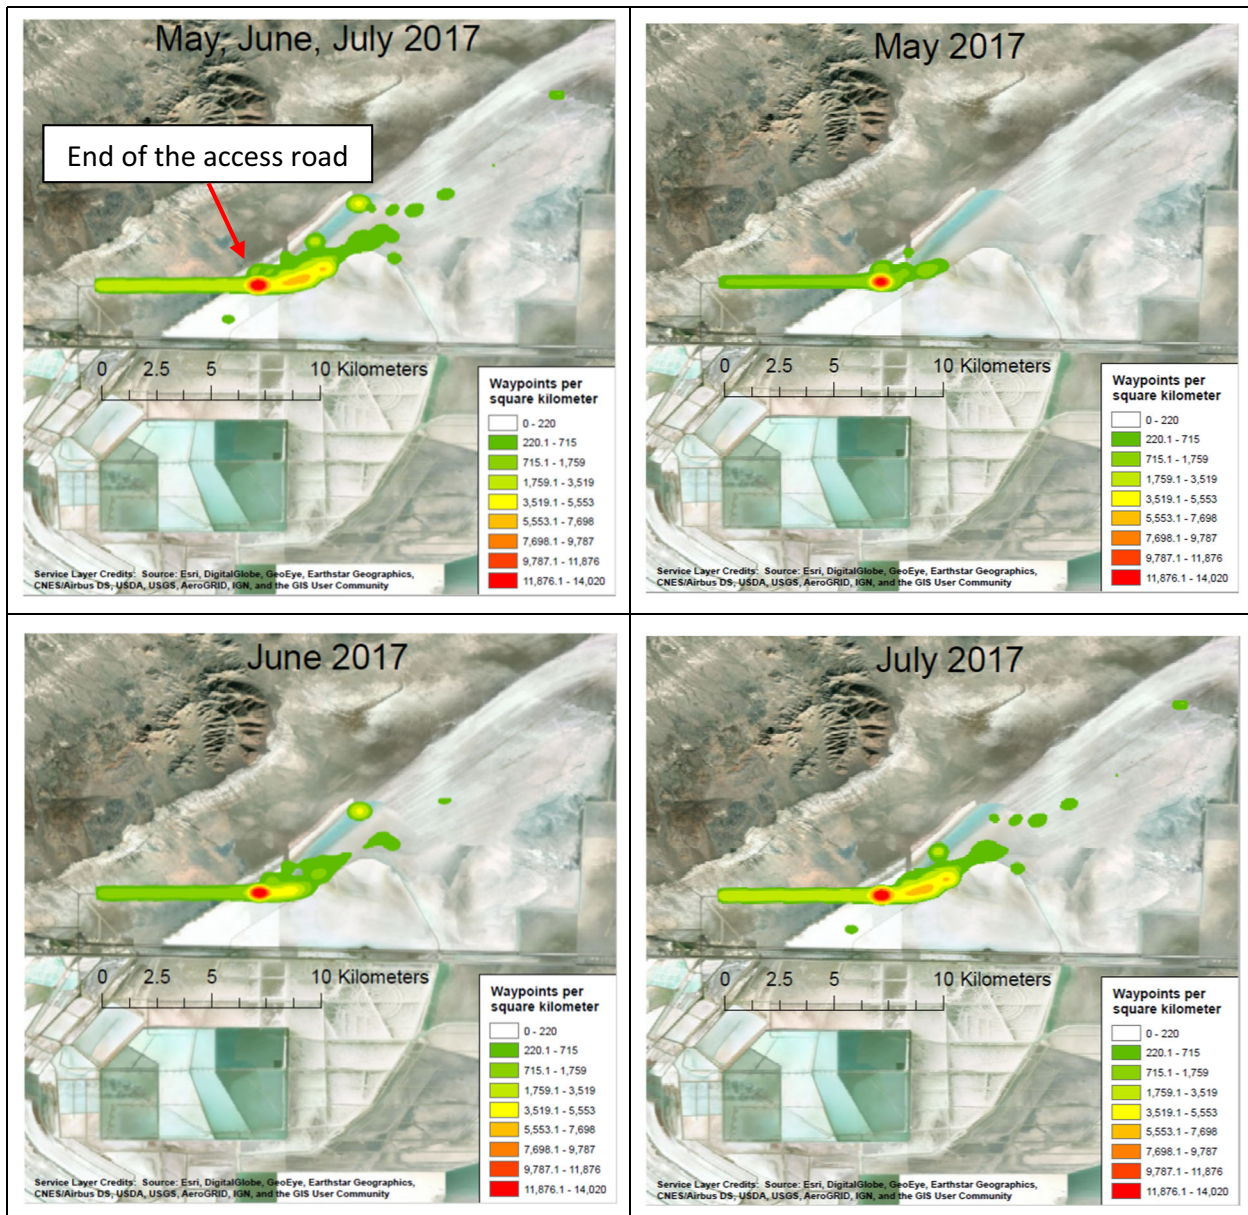 May, June, July 2017
End of the access road
0 2.5 5 10 Kilometers
Waypoints per
square kilometer
0 - 220
220.1 - 715
715.1 - 1,759
1,759.1 - 3,519
3,519.1 - 5,553
5,553.1 - 7,698
7,698.1 - 9,787
9,787.1 - 11,876
11,876.1 - 14,020
Service Layer Credits: Source: Esri, DigitalGlobe, GeoEye, Earthstar Geographics,
CNES/Airbus DS, USDA, USGS, AeroGRID, IGN, and the GIS User Community
May 2017
0 2.5 5 10 Kilometers
Waypoints per
square kilometer
0 - 220
220.1 - 715
715.1 - 1,759
1,759.1 - 3,519
3,519.1 - 5,553
5,553.1 - 7,698
7,698.1 - 9,787
9,787.1 - 11,876
11,876.1 - 14,020
Service Layer Credits: Source: Esri, DigitalGlobe, GeoEye, Earthstar Geographics,
CNES/Airbus DS, USDA, USGS, AeroGRID, IGN, and the GIS User Community
June 2017
0 2.5 5 10 Kilometers
Waypoints per
square kilometer
0 - 220
220.1 - 715
715.1 - 1,759
1,759.1 - 3,519
3,519.1 - 5,553
5,553.1 - 7,698
7,698.1 - 9,787
9,787.1 - 11,876
11,876.1 - 14,020
Service Layer Credits: Source: Esri, DigitalGlobe, GeoEye, Earthstar Geographics,
CNES/Airbus DS, USDA, USGS, AeroGRID, IGN, and the GIS User Community
July 2017
0 2.5 5 10 Kilometers
Waypoints per
square kilometer
0 - 220
220.1 - 715
715.1 - 1,759
1,759.1 - 3,519
3,519.1 - 5,553
5,553.1 - 7,698
7,698.1 - 9,787
9,787.1 - 11,876
11,876.1 - 14,020
Service Layer Credits: Source: Esri, DigitalGlobe, GeoEye, Earthstar Geographics,
CNES/Airbus DS, USDA, USGS, AeroGRID, IGN, and the GIS User Community